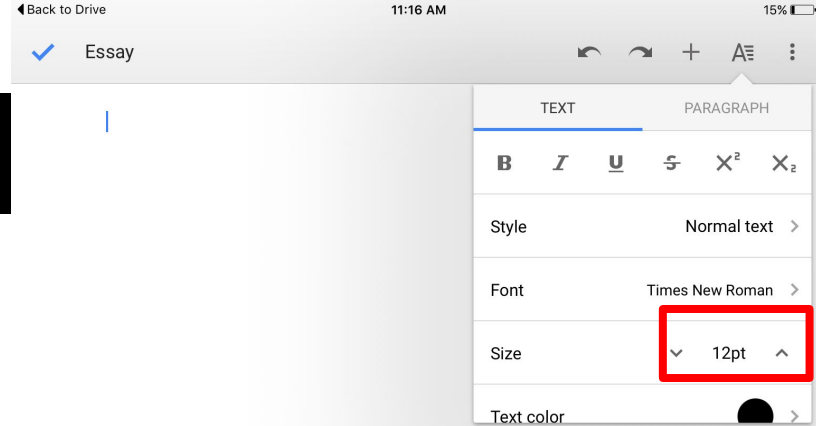 Back to Drive 11:16 AM 15%
Essay
TEXT PARAGRAPH
B I U S X² X₂
Style Normal text
Font Times New Roman
Size 12pt
Text color